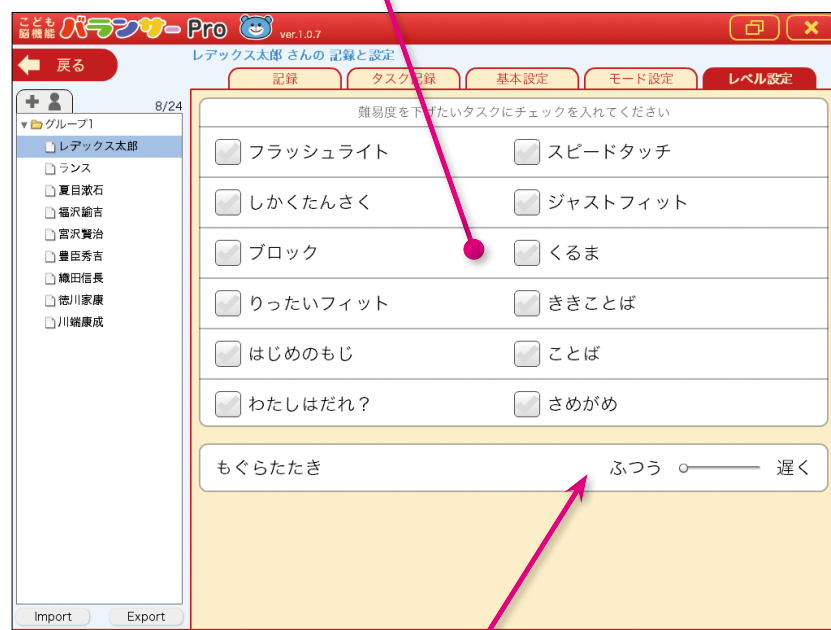 こども脳機能バランサー Pro ver.1.0.7
戻る
レデックス太郎 さんの 記録と設定
記録 タスク記録 基本設定 モード設定 レベル設定
8/24
グループ1
レデックス太郎
ランス
夏目漱石
福沢諭吉
宮沢賢治
豊臣秀吉
織田信長
徳川家康
川端康成
Import Export
難易度を下げたいタスクにチェックを入れてください
フラッシュライト スピードタッチ
しかくたんさく ジャストフィット
ブロック くるま
りったいフィット ききことば
はじめのもじ ことば
わたしはだれ？ さめがめ
もぐらたたき ふつう 遅く